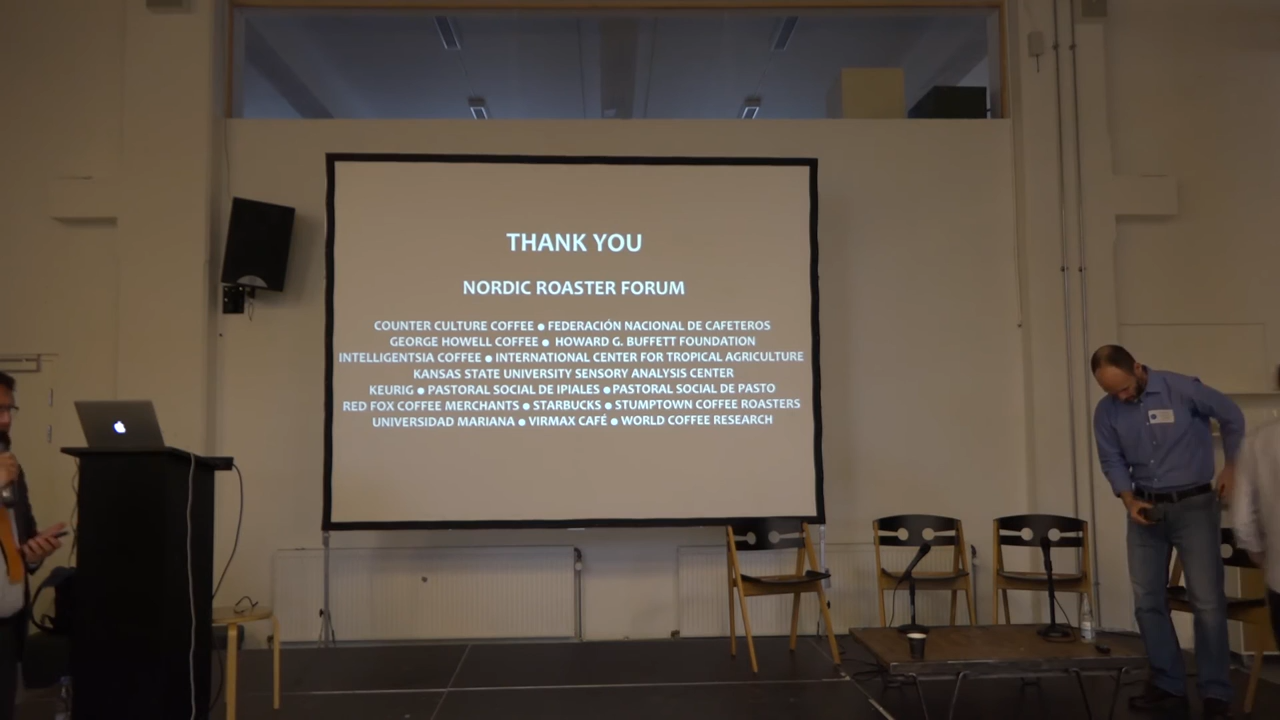 THANK YOU
NORDIC ROASTER FORUM
COUNTER CULTURE COFFEE ● FEDERACIÓN NACIONAL DE CAFETEROS
GEORGE HOWELL COFFEE ● HOWARD G. BUFFETT FOUNDATION
INTELLIGENTSIA COFFEE ● INTERNATIONAL CENTER FOR TROPICAL AGRICULTURE
KANSAS STATE UNIVERSITY SENSORY ANALYSIS CENTER
KEURIG ● PASTORAL SOCIAL DE IPIALES ● PASTORAL SOCIAL DE PASTO
RED FOX COFFEE MERCHANTS ● STARBUCKS ● STUMPTOWN COFFEE ROASTERS
UNIVERSIDAD MARIANA ● VIRMAX CAFÉ ● WORLD COFFEE RESEARCH